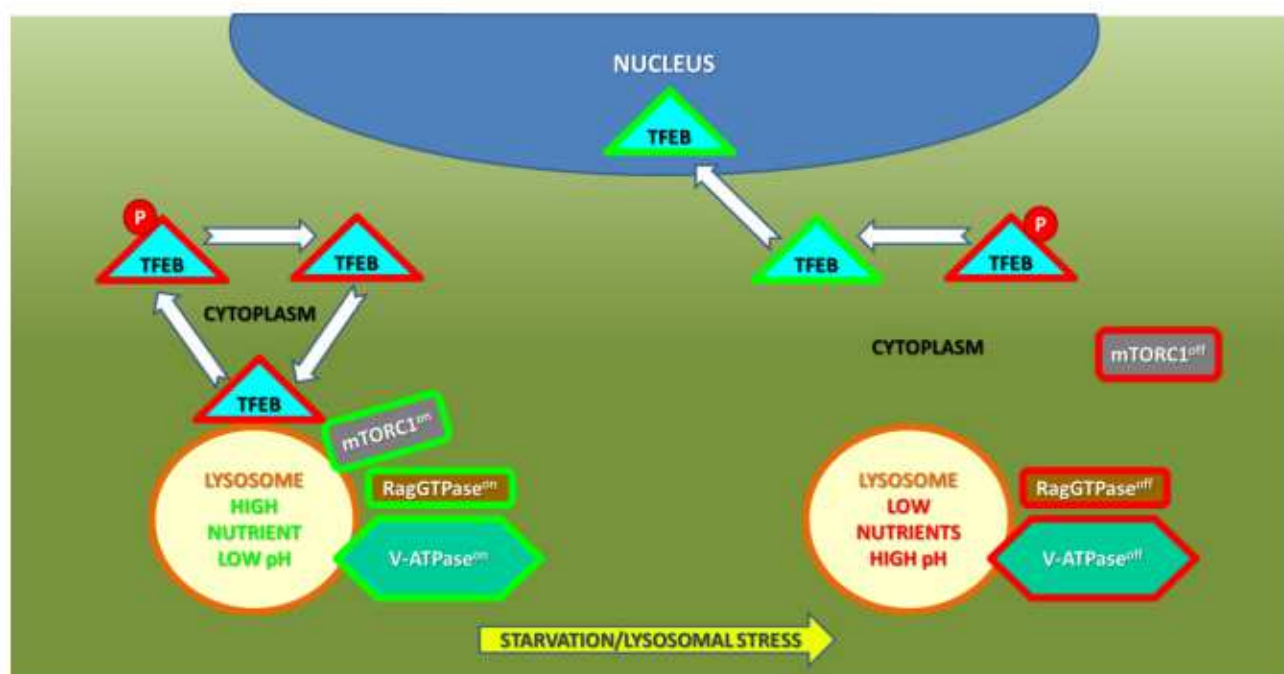 NUCLEUS
TFEB
P
TFEB
TFEB
TFEB
P
TFEB
CYTOPLASM
CYTOPLASM
mTORC1off
TFEB
mTORC1on
LYSOSOME
HIGH
NUTRIENT
LOW pH
RagGTPaseon
V-ATPaseon
LYSOSOME
LOW
NUTRIENTS
HIGH pH
RagGTPaseoff
V-ATPaseoff
STARVATION/LYSOSOMAL STRESS